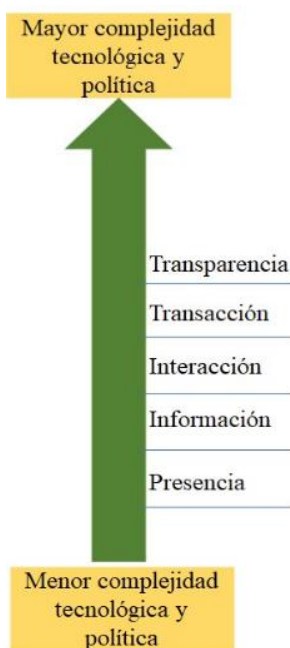 Mayor complejidad
tecnológica y
política
Transparencia
Transacción
Interacción
Información
Presencia
Menor complejidad
tecnológica y
política